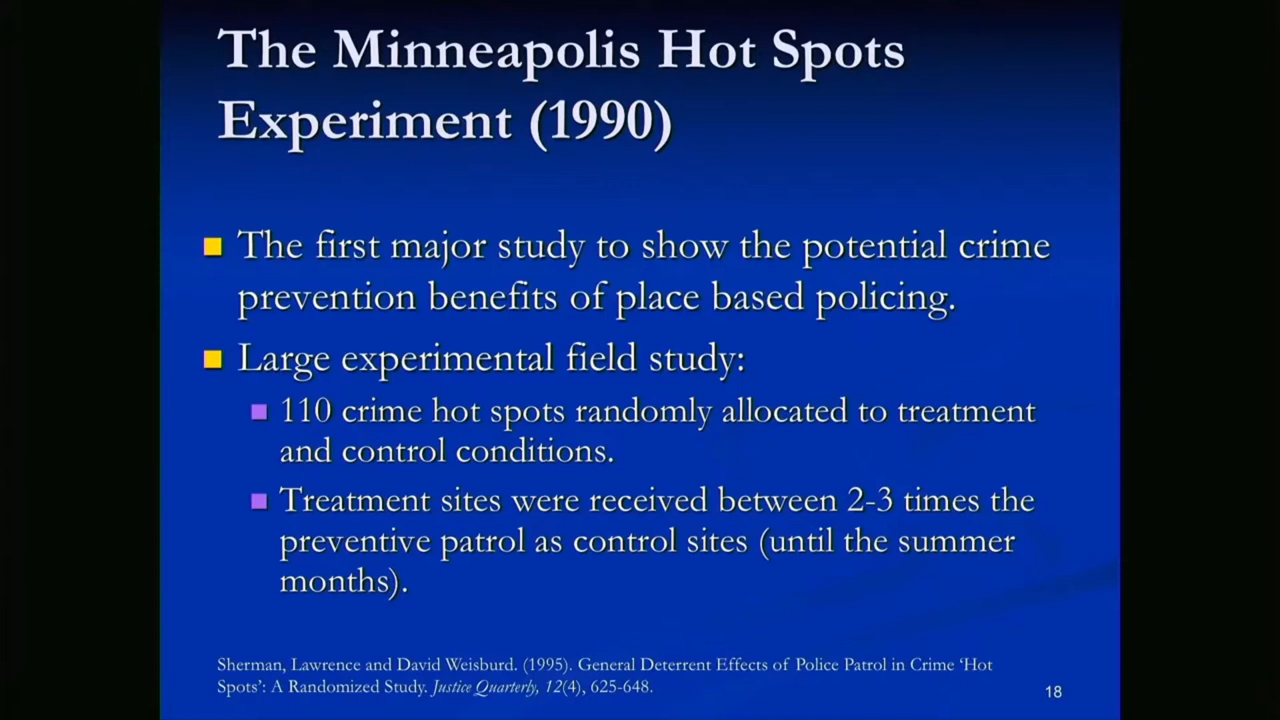 The Minneapolis Hot Spots
Experiment (1990)
The first major study to show the potential crime
prevention benefits of place based policing.
Large experimental field study:
110 crime hot spots randomly allocated to treatment
and control conditions.
Treatment sites were received between 2-3 times the
preventive patrol as control sites (until the summer
months).
Sherman, Lawrence and David Weisburd. (1995). General Deterrent Effects of Police Patrol in Crime ‘Hot
Spots’: A Randomized Study. Justice Quarterly, 12(4), 625-648.
18